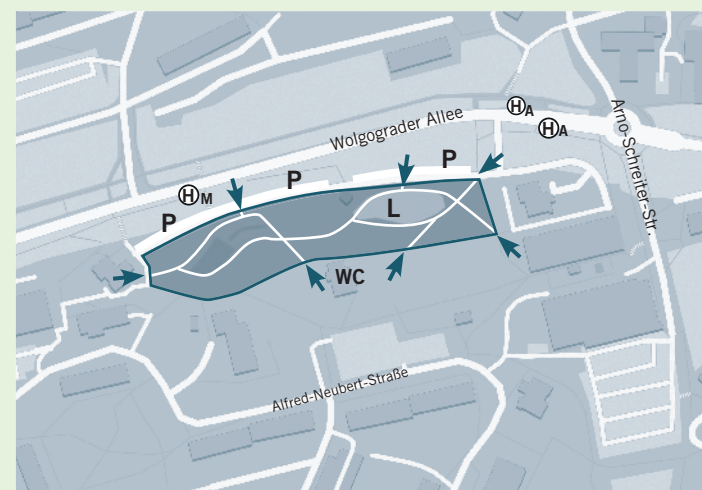 Wolgograder Allee
ⒽA
ⒽA
Arno-Schreiter-Str.
P
P
ⒽM
P
L
WC
Alfred-Neubert-Straße